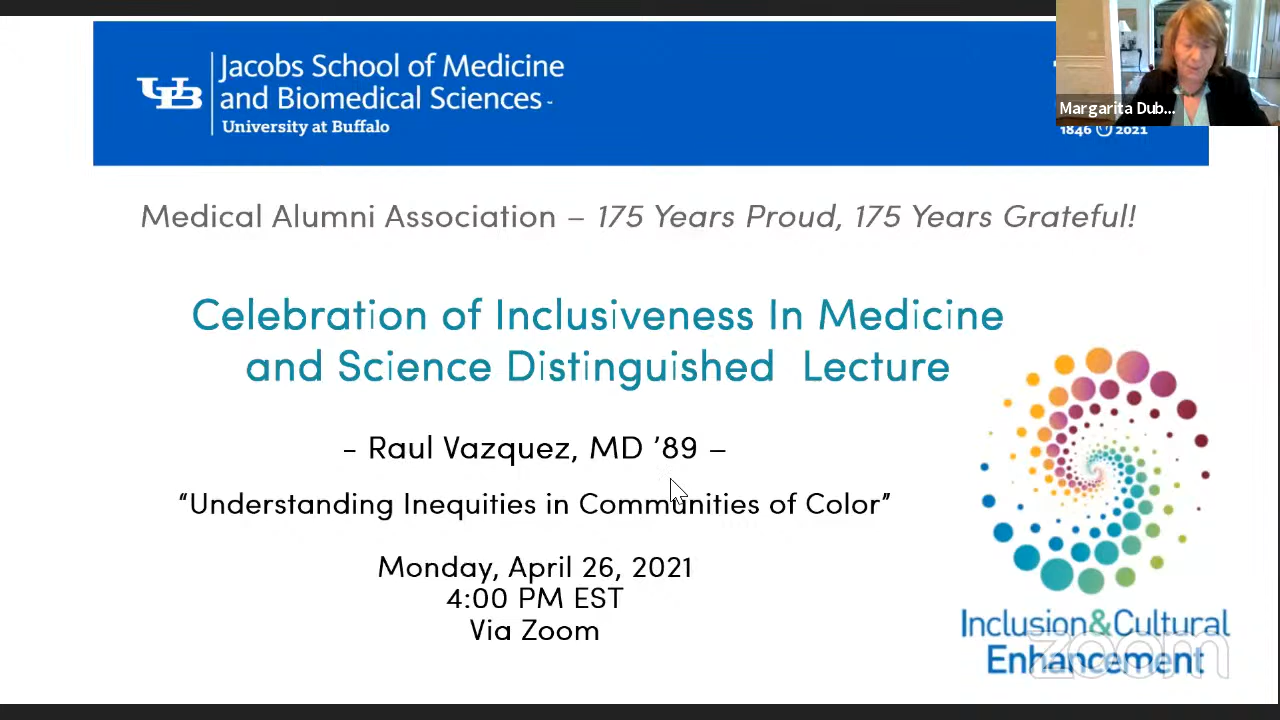 UB
Jacobs School of Medicine
and Biomedical Sciences
University at Buffalo
Margarita Dub...
1846 2021
Medical Alumni Association – 175 Years Proud, 175 Years Grateful!
Celebration of Inclusiveness In Medicine
and Science Distinguished Lecture
- Raul Vazquez, MD ’89 –
“Understanding Inequities in Communities of Color”
Monday, April 26, 2021
4:00 PM EST
Via Zoom
Inclusion&Cultural
Enhancement
zoom